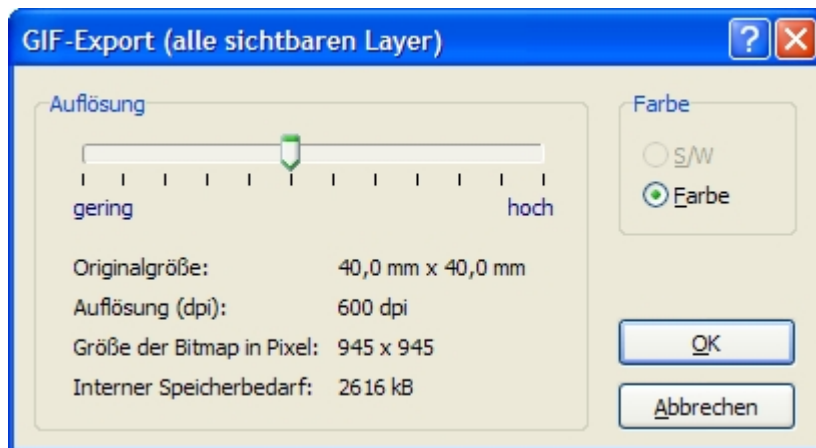 GIF-Export (alle sichtbaren Layer)
Auflösung
gering hoch
Originalgröße: 40,0 mm x 40,0 mm
Auflösung (dpi): 600 dpi
Größe der Bitmap in Pixel: 945 x 945
Interner Speicherbedarf: 2616 kB
Farbe
S/W
Farbe
OK
Abbrechen